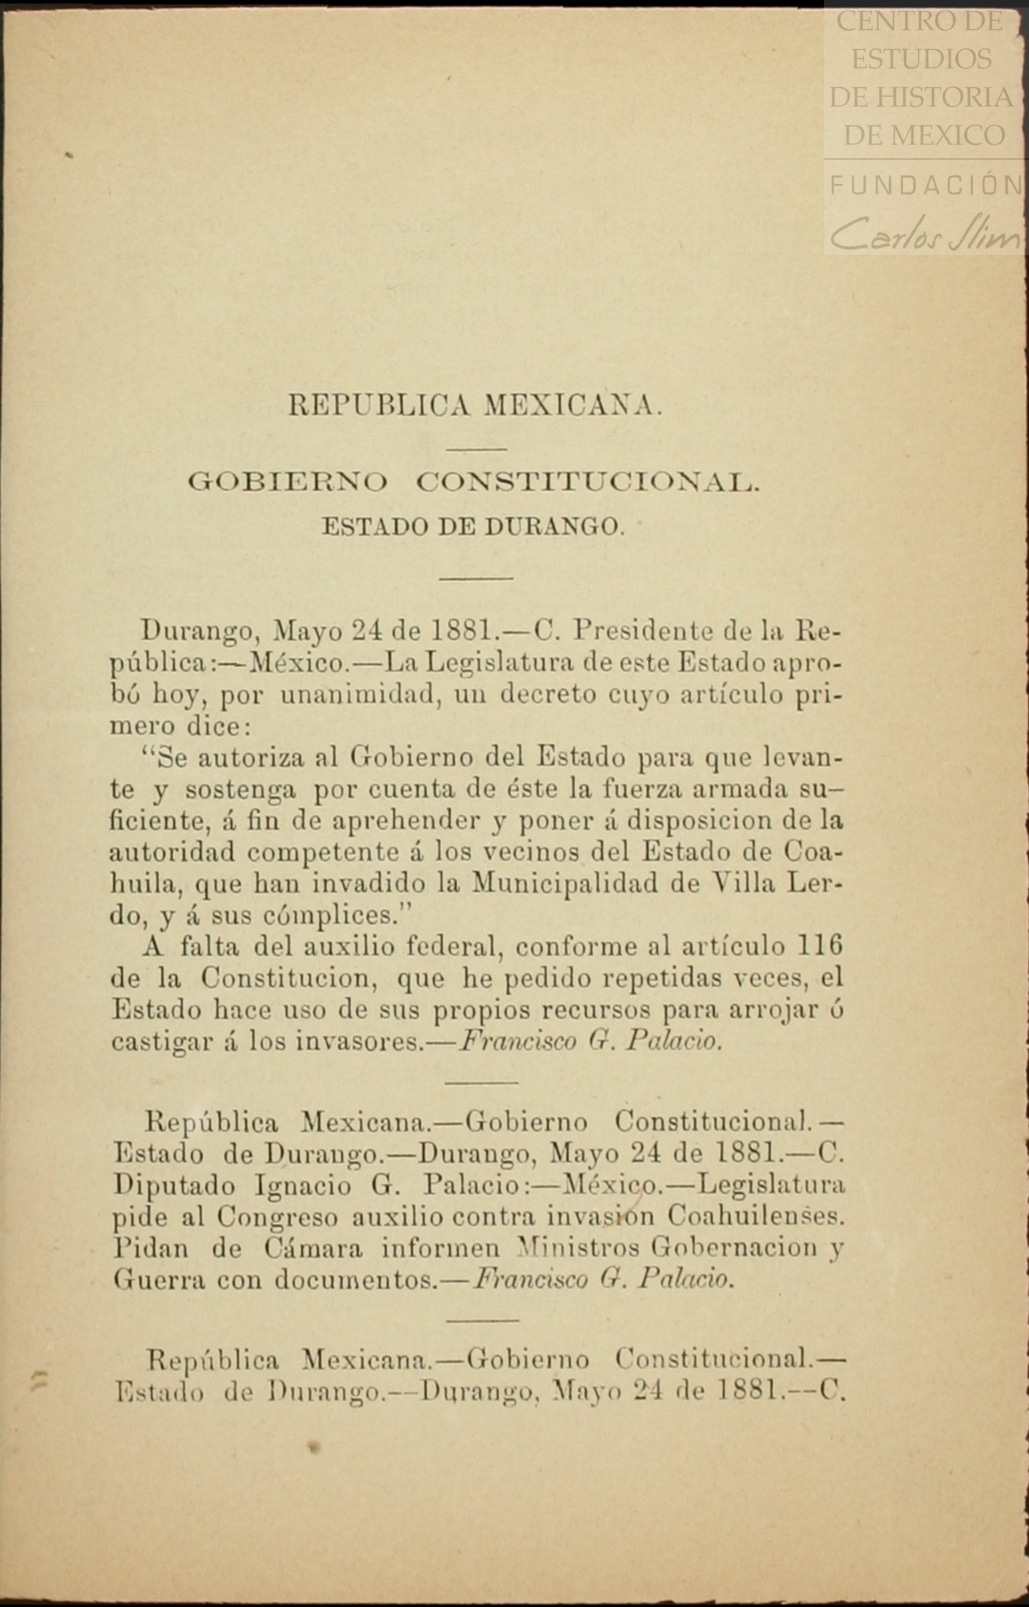 CENTRO DE
ESTUDIOS
DE HISTORIA
DE MEXICO
FUNDACIÓN
Carlos Slim
REPUBLICA MEXICANA.
GOBIERNO CONSTITUCIONAL.
ESTADO DE DURANGO.
Durango, Mayo 24 de 1881.—C. Presidente de la Re-
pública:—México.—La Legislatura de este Estado apro-
bó hoy, por unanimidad, un decreto cuyo artículo pri-
mero dice:
“Se autoriza al Gobierno del Estado para que levan-
te y sostenga por cuenta de éste la fuerza armada su-
ficiente, á fin de aprehender y poner á disposicion de la
autoridad competente á los vecinos del Estado de Coa-
huila, que han invadido la Municipalidad de Villa Ler-
do, y á sus cómplices.”
A falta del auxilio federal, conforme al artículo 116
de la Constitucion, que he pedido repetidas veces, el
Estado hace uso de sus propios recursos para arrojar ó
castigar á los invasores.—Francisco G. Palacio.
República Mexicana.—Gobierno Constitucional.—
Estado de Durango.—Durango, Mayo 24 de 1881.—C.
Diputado Ignacio G. Palacio:—México.—Legislatura
pide al Congreso auxilio contra invasión Coahuilenses.
Pidan de Cámara informen Ministros Gobernacion y
Guerra con documentos.—Francisco G. Palacio.
República Mexicana.—Gobierno Constitucional.—
Estado de Durango.--Durango, Mayo 24 de 1881.--C.